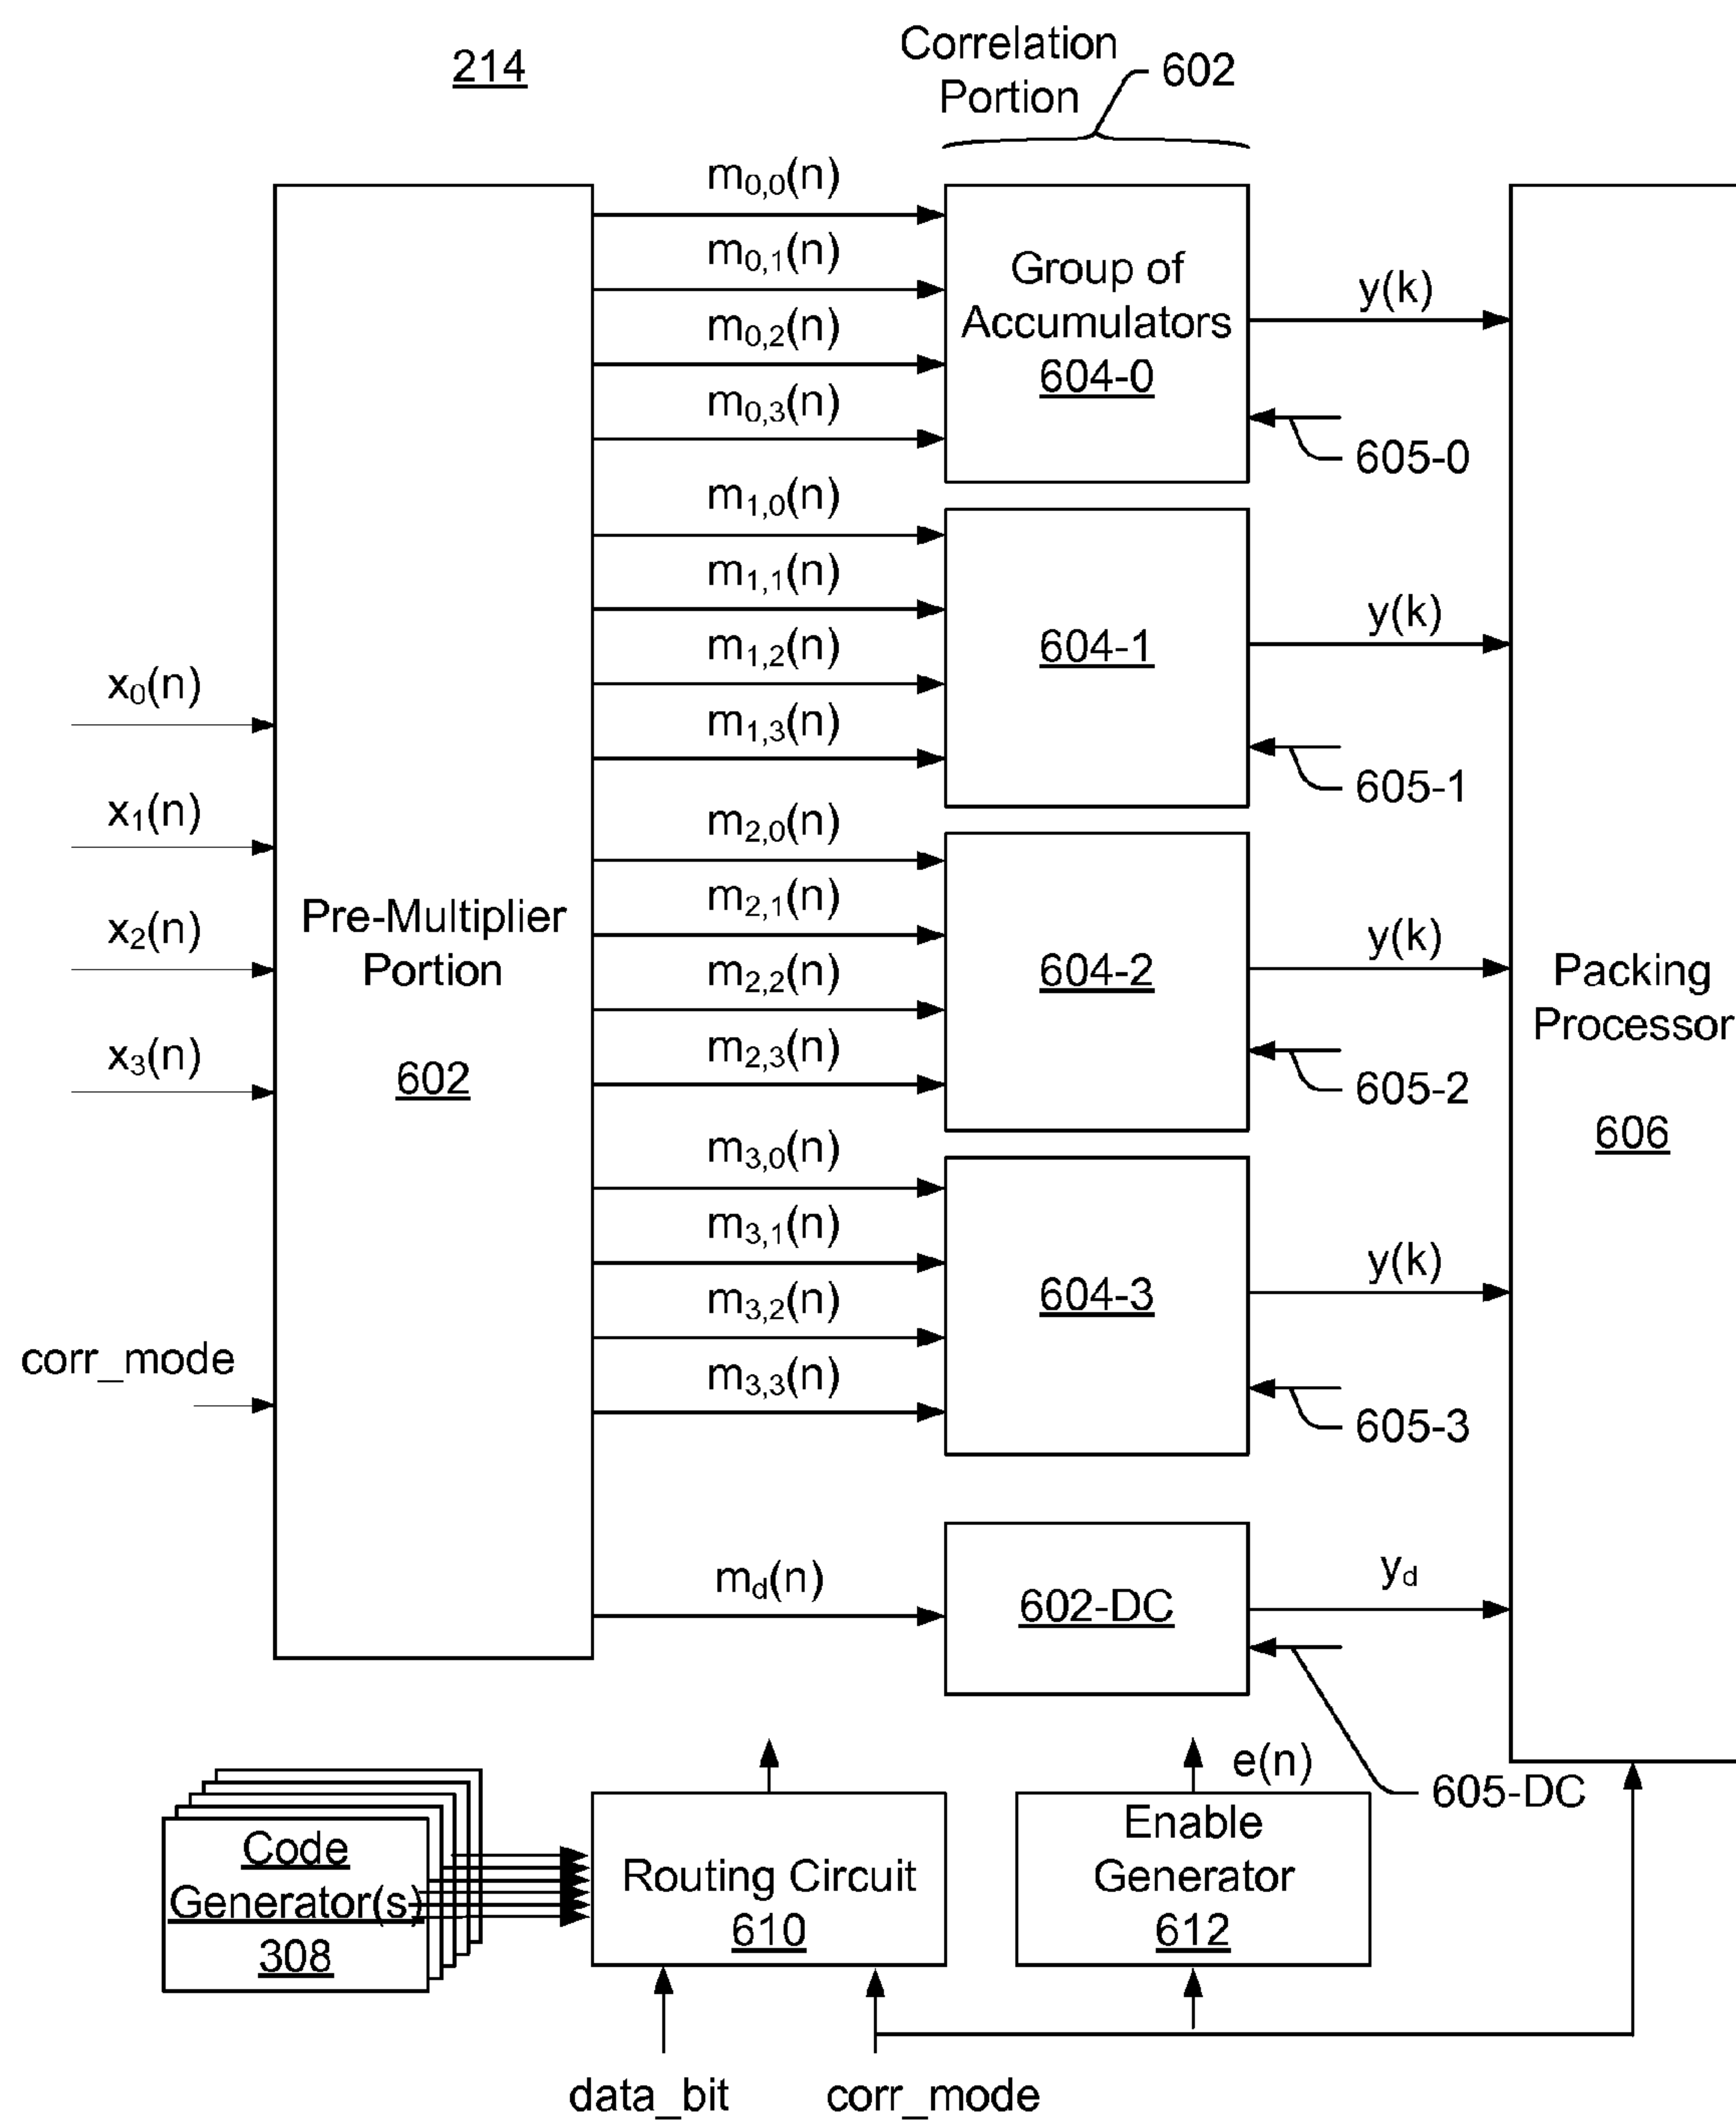 214
Correlation
Portion
602
m0,0(n)
m0,1(n)
m0,2(n)
m0,3(n)
Group of
Accumulators
604-0
y(k)
605-0
m1,0(n)
m1,1(n)
m1,2(n)
m1,3(n)
604-1
y(k)
605-1
x0(n)
x1(n)
x2(n)
x3(n)
corr_mode
Pre-Multiplier
Portion
602
m2,0(n)
m2,1(n)
m2,2(n)
m2,3(n)
604-2
y(k)
605-2
Packing
Processor
606
m3,0(n)
m3,1(n)
m3,2(n)
m3,3(n)
604-3
y(k)
605-3
md(n)
602-DC
yd
605-DC
Code
Generator(s)
308
Routing Circuit
610
e(n)
Enable
Generator
612
data_bit
corr_mode